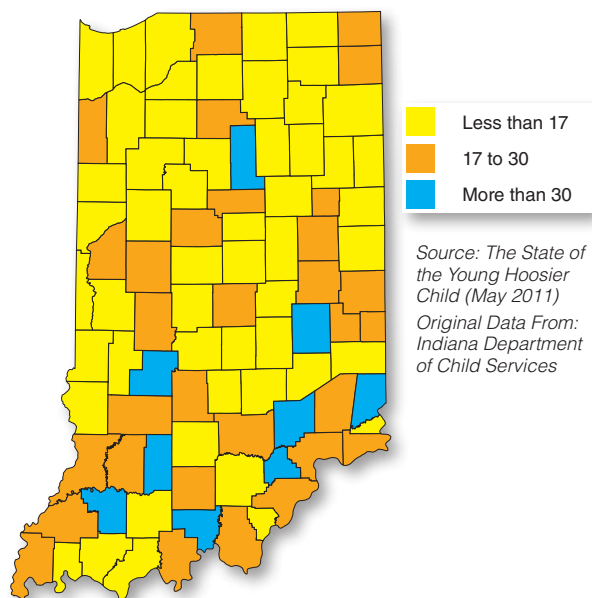 Less than 17
17 to 30
More than 30
Source: The State of
the Young Hoosier
Child (May 2011)
Original Data From:
Indiana Department
of Child Services